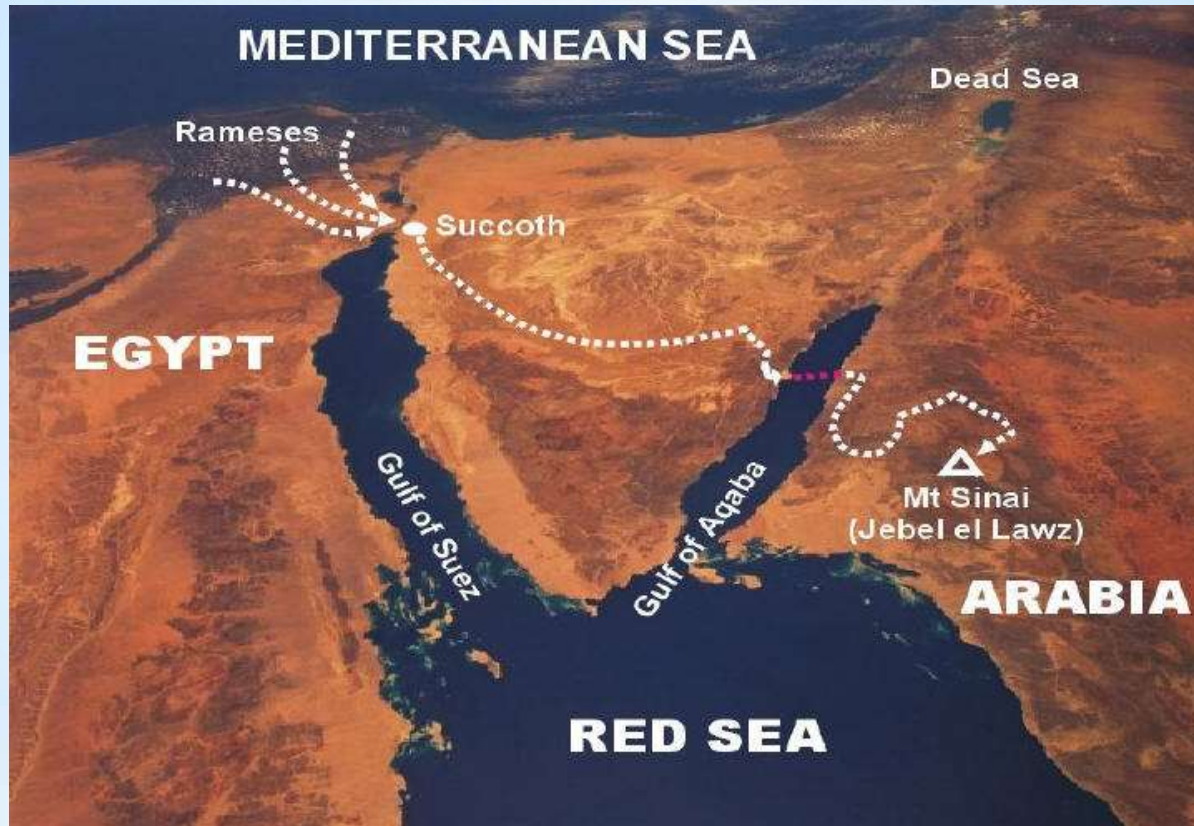 MEDITERRANEAN SEA
Dead Sea
Rameses
Succoth
EGYPT
Gulf of Suez
Gulf of Aqaba
Mt Sinai
(Jebel el Lawz)
ARABIA
RED SEA